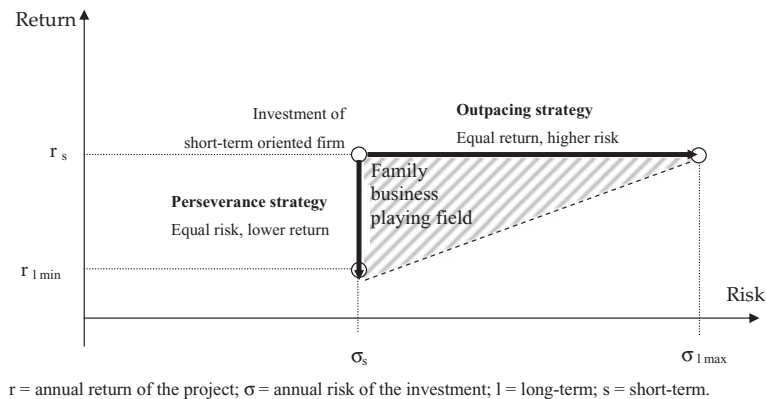 Return
Investment of
short-term oriented firm
Outpacing strategy
Equal return, higher risk
r s
Family
business
playing field
Perseverance strategy
Equal risk, lower return
r l min
Risk
σs
σ l max
r = annual return of the project; σ = annual risk of the investment; l = long-term; s = short-term.